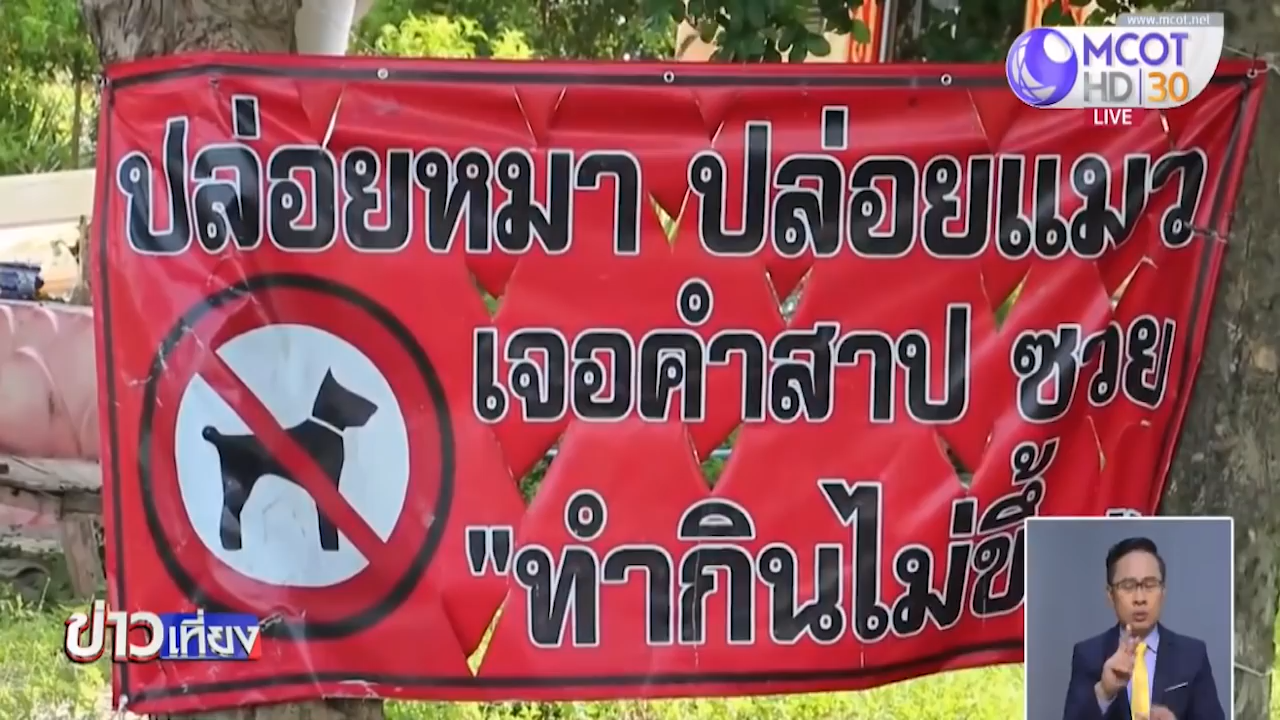 www.mcot.net
MCOT
HD 30
LIVE
ปล่อยหมา ปล่อยแมว
เจอคำสาป ซวย
"ทำกินไม่ขึ้
ข่าวเที่ยง